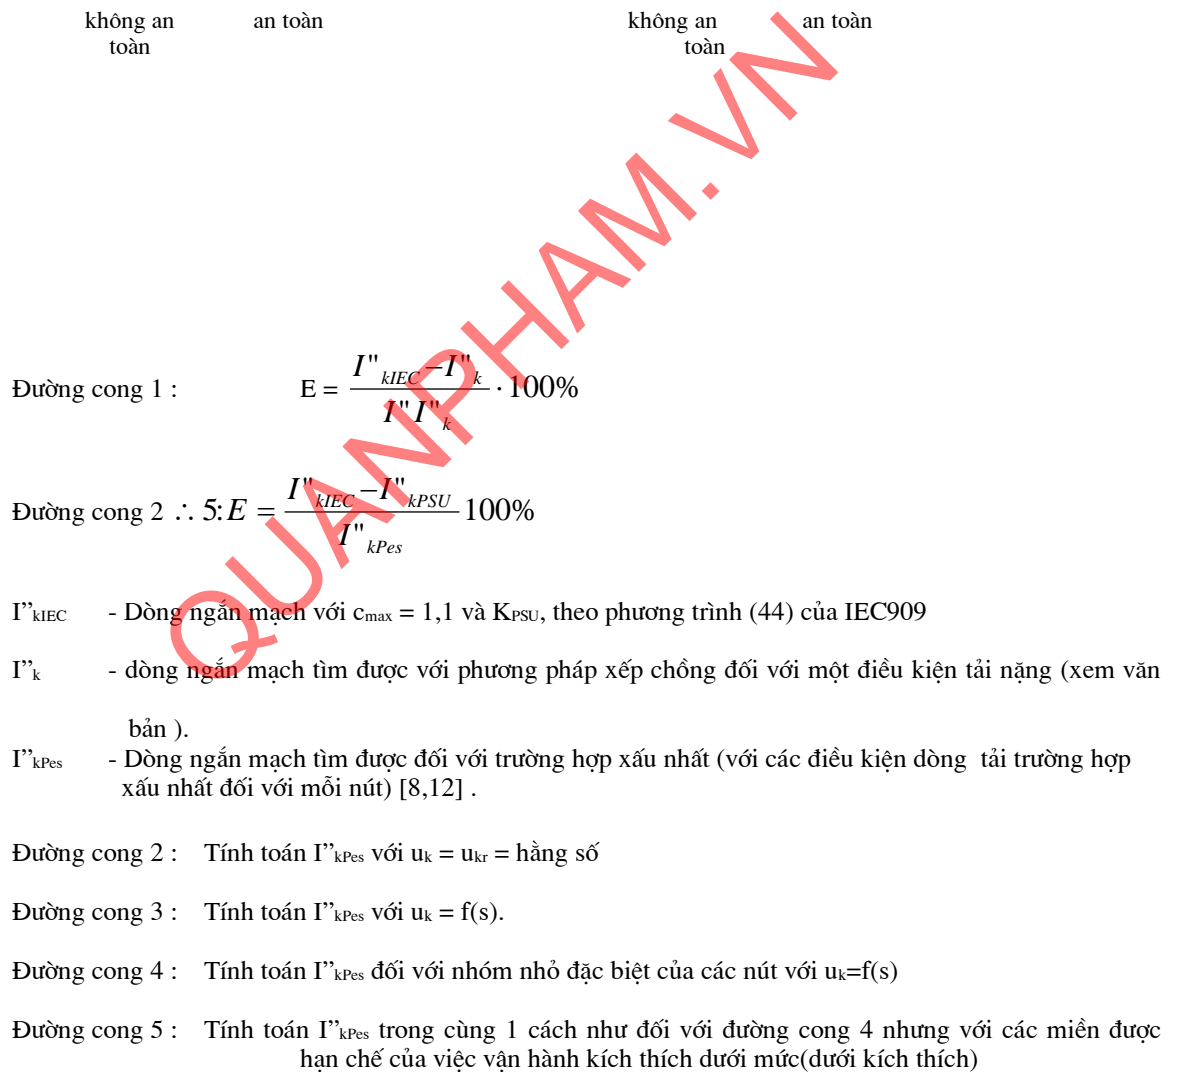 không an an toàn không an an toàn
toàn toàn
Đường cong 1 : E = \frac{I"_{kIEC} - I"_k}{I" I"_k} \cdot 100%
Đường cong 2 ∴ 5: E = \frac{I"_{kIEC} - I"_{kPSU}}{I"_{kPes}} 100%
I”kIEC - Dòng ngắn mạch với cmax = 1,1 và KPSU, theo phương trình (44) của IEC909
I”k - dòng ngắn mạch tìm được với phương pháp xếp chồng đối với một điều kiện tải nặng (xem văn
bản ).
I”kPes - Dòng ngắn mạch tìm được đối với trường hợp xấu nhất (với các điều kiện dòng tải trường hợp
xấu nhất đối với mỗi nút) [8,12] .
Đường cong 2 : Tính toán I”kPes với uk = ukr = hằng số
Đường cong 3 : Tính toán I”kPes với uk = f(s).
Đường cong 4 : Tính toán I”kPes đối với nhóm nhỏ đặc biệt của các nút với uk=f(s)
Đường cong 5 : Tính toán I”kPes trong cùng 1 cách như đối với đường cong 4 nhưng với các miền được
hạn chế của việc vận hành kích thích dưới mức(dưới kích thích)
QUANPHAM.VN